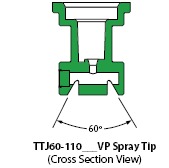 60°
TTJ60-110___VP Spray Tip
(Cross Section View)